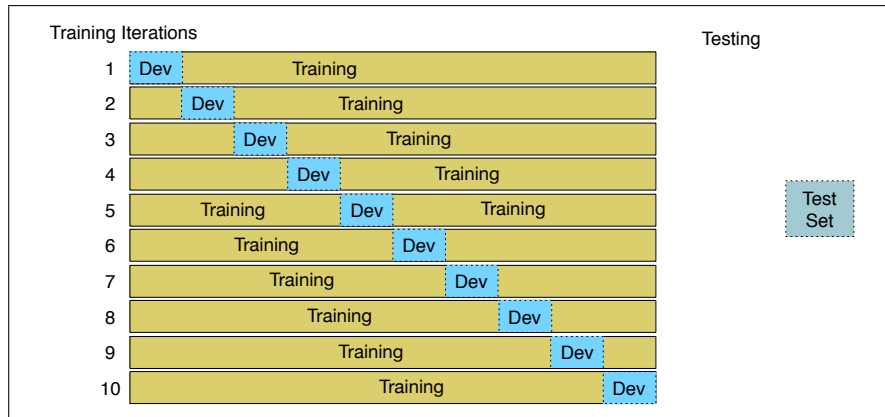 Training Iterations
Testing
1 Dev Training
2 Dev Training
3 Dev Training
4 Dev Training
5 Training Dev Training
6 Training Dev
7 Training Dev
8 Training Dev
9 Training Dev
10 Training Dev
Test
Set